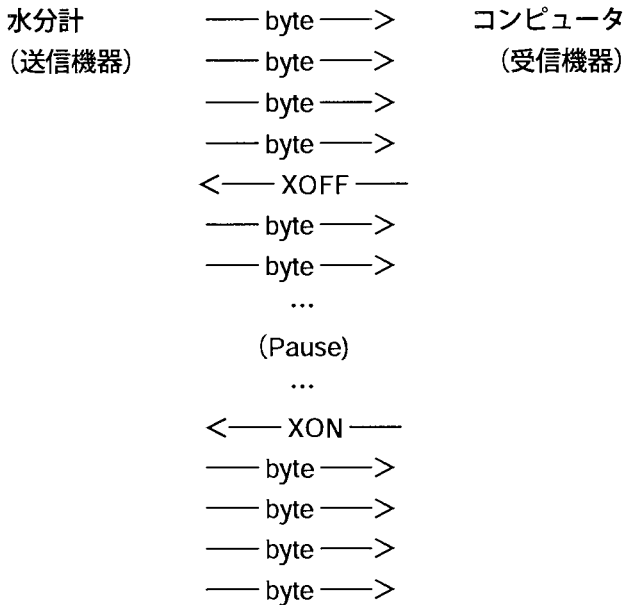 水分計 —— byte ——> コンピュータ
(送信機器) —— byte ——> (受信機器)
—— byte ——>
—— byte ——>
<—— XOFF ——
—— byte ——>
—— byte ——>
...
(Pause)
...
<—— XON ——
—— byte ——>
—— byte ——>
—— byte ——>
—— byte ——>